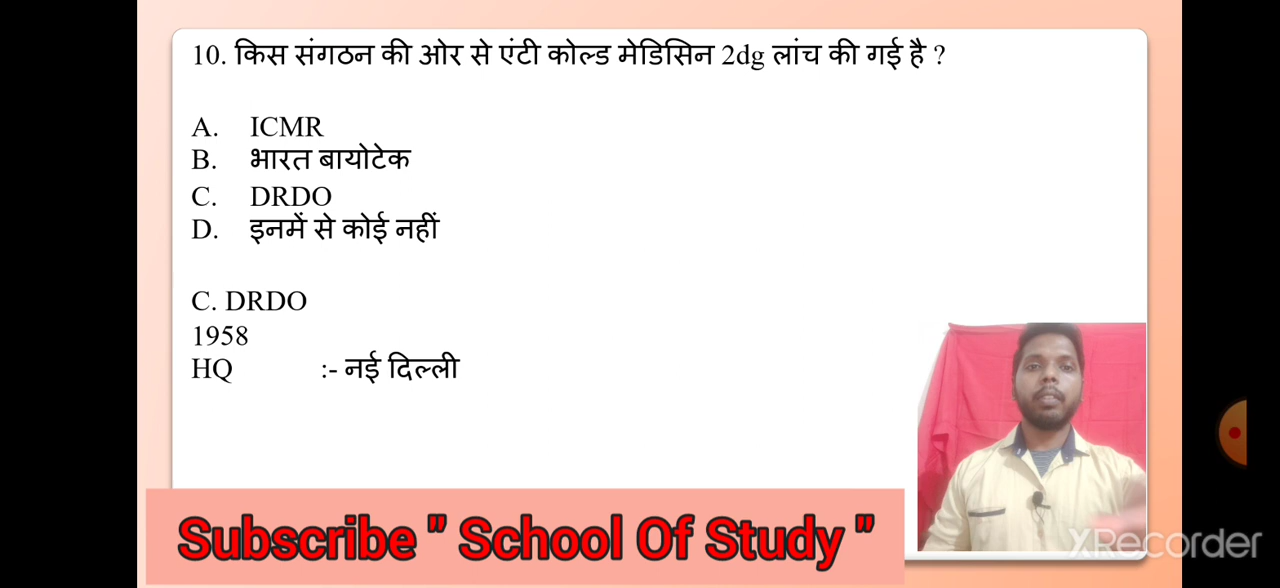 10. किस संगठन की ओर से एंटी कोल्ड मेडिसिन 2dg लांच की गई है ?
A. ICMR
B. भारत बायोटेक
C. DRDO
D. इनमें से कोई नहीं
C. DRDO
1958
HQ :- नई दिल्ली
Subscribe " School Of Study "
XRecorder